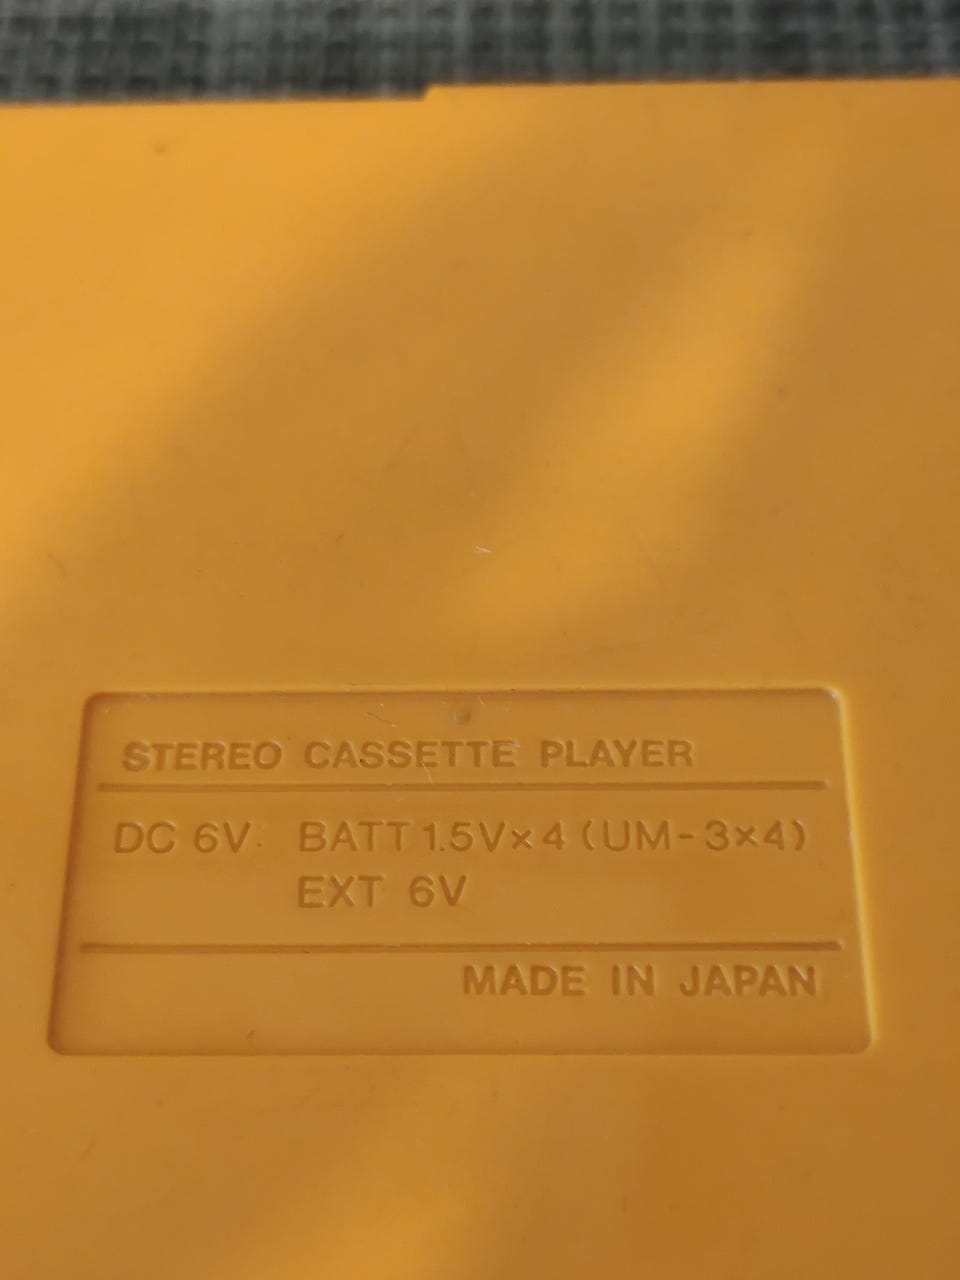 STEREO CASSETTE PLAYER
DC 6V: BATT 1.5V×4 (UM-3×4)
EXT 6V
MADE IN JAPAN